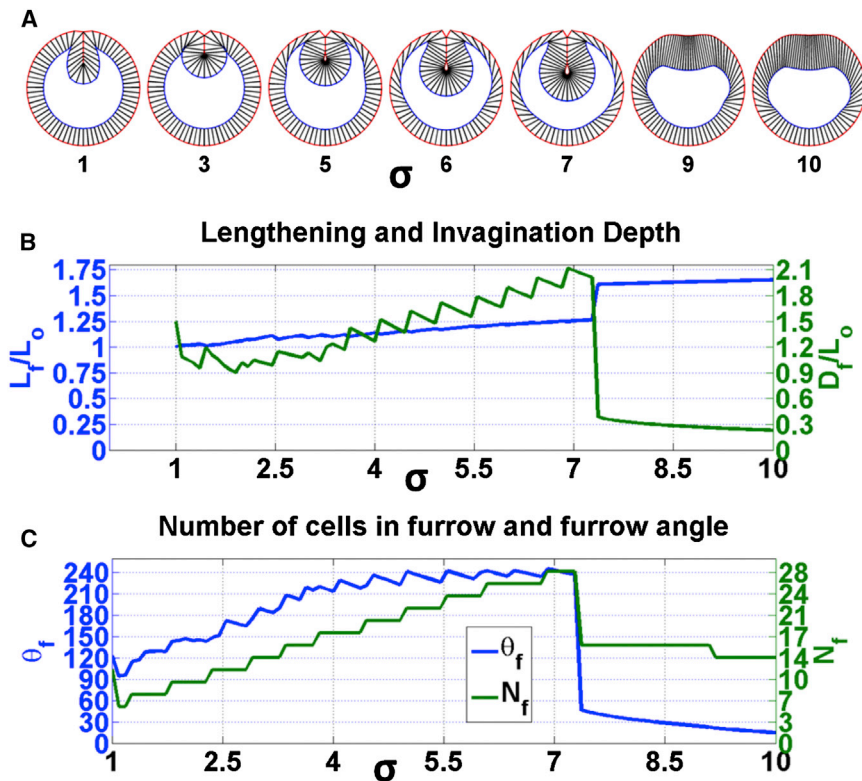 A
1 3 5 6 7 9 10
σ
B
Lengthening and Invagination Depth
1.75 2.1
1.5 1.8
1.25 1.5
1 1.2
0.75 0.9
0.5 0.6
0.25 0.3
0 0
L_f/L_o
D_f/L_o
1 2.5 4 5.5 7 8.5 10
σ
C
Number of cells in furrow and furrow angle
240 28
210 24
180 21
150 17
120 14
90 10
60 7
30 3
0 0
θ_f
N_f
θ_f
N_f
1 2.5 4 5.5 7 8.5 10
σ